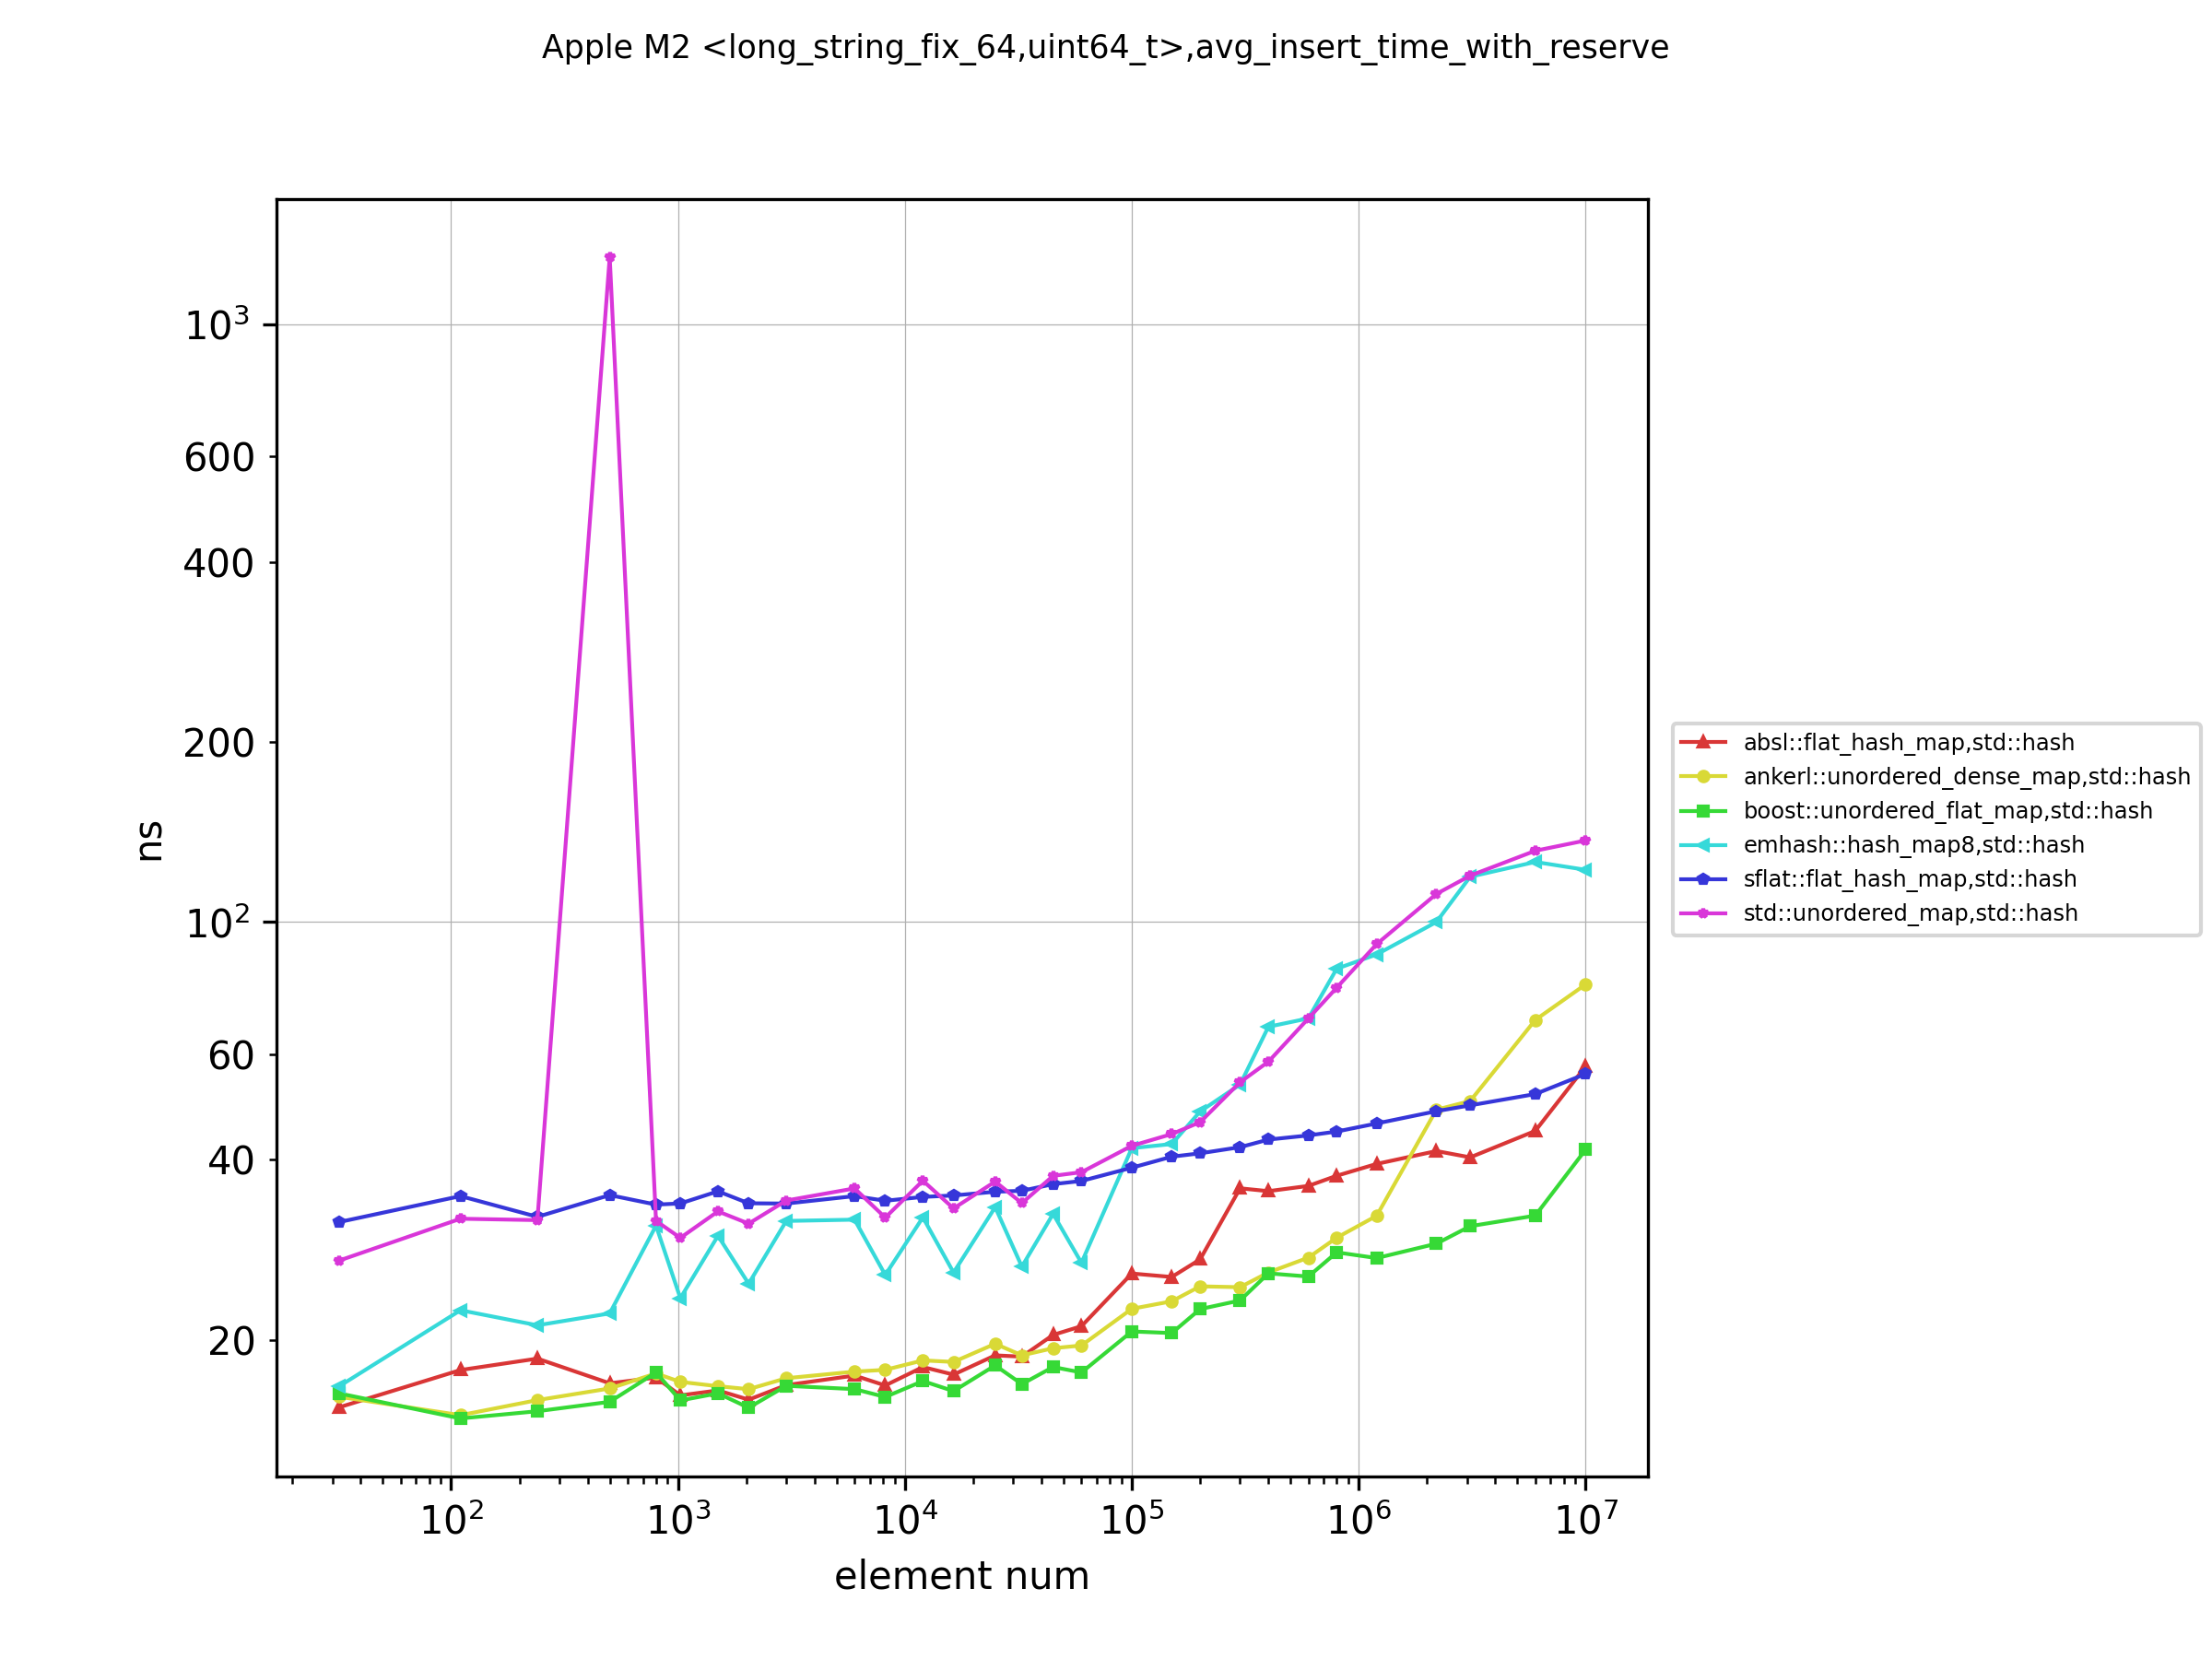 Apple M2 <long_string_fix_64,uint64_t>,avg_insert_time_with_reserve
10³
600
400
200
10²
60
40
20
ns
10² 10³ 10⁴ 10⁵ 10⁶ 10⁷
element num
absl::flat_hash_map,std::hash
ankerl::unordered_dense_map,std::hash
boost::unordered_flat_map,std::hash
emhash::hash_map8,std::hash
sflat::flat_hash_map,std::hash
std::unordered_map,std::hash